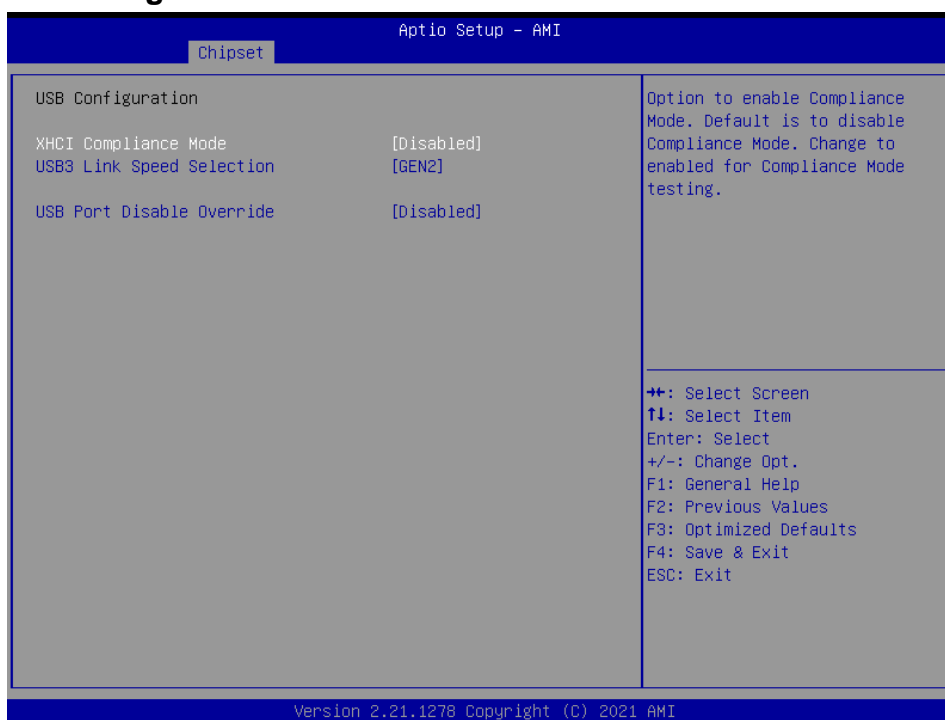 Aptio Setup – AMI
Chipset
USB Configuration
XHCI Compliance Mode [Disabled]
USB3 Link Speed Selection [GEN2]
USB Port Disable Override [Disabled]
Option to enable Compliance
Mode. Default is to disable
Compliance Mode. Change to
enabled for Compliance Mode
testing.
→←: Select Screen
↑↓: Select Item
Enter: Select
+/-: Change Opt.
F1: General Help
F2: Previous Values
F3: Optimized Defaults
F4: Save & Exit
ESC: Exit
Version 2.21.1278 Copyright (C) 2021 AMI